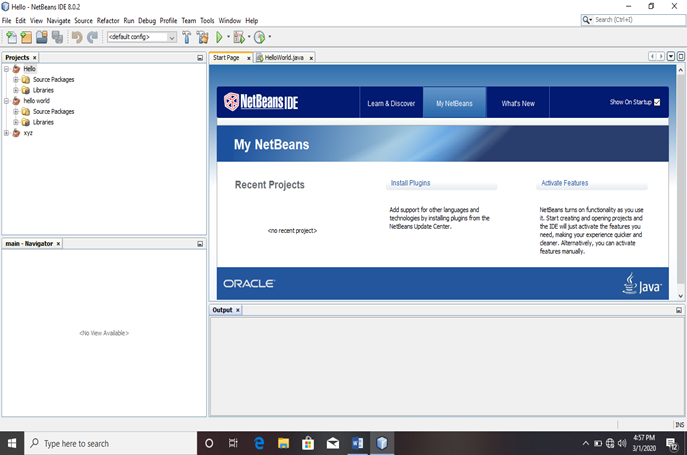 Hello - NetBeans IDE 8.0.2
File Edit View Navigate Source Refactor Run Debug Profile Team Tools Window Help
Search (Ctrl+I)
<default config>
Projects
Start Page
HelloWorld.java
Hello
Source Packages
Libraries
hello world
Source Packages
Libraries
xyz
NetBeans IDE
Learn & Discover
My NetBeans
What's New
Show On Startup
My NetBeans
Recent Projects
<no recent project>
Install Plugins
Add support for other languages and
technologies by installing plugins from the
NetBeans Update Center.
Activate Features
NetBeans turns on functionality as you use
it. Start creating and opening projects and
the IDE will just activate the features you
need, making your experience quicker and
cleaner. Alternatively, you can activate
features manually.
ORACLE
Java
main - Navigator
<No View Available>
Output
INS
Type here to search
4:57 PM
3/1/2020
12